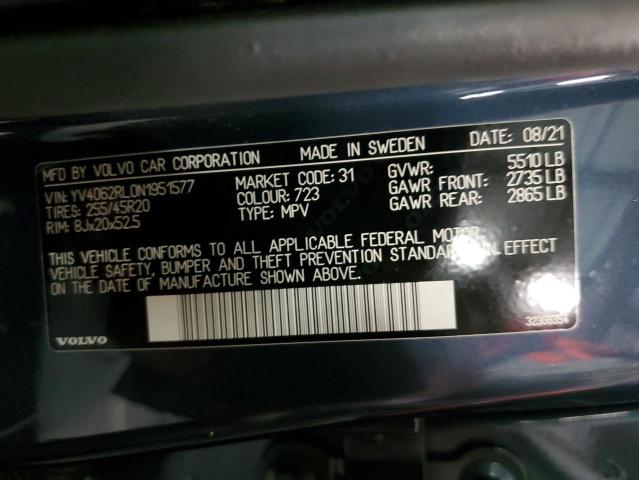 MFD BY VOLVO CAR CORPORATION MADE IN SWEDEN DATE: 08/21
VIN: YV4062RL0N1951577 MARKET CODE: 31 GVWR: 5510 LB
TIRES: 255/45R20 COLOUR: 723 GAWR FRONT: 2735 LB
RIM: 8Jx20x52.5 TYPE: MPV GAWR REAR: 2865 LB
THIS VEHICLE CONFORMS TO ALL APPLICABLE FEDERAL MOTOR
VEHICLE SAFETY, BUMPER AND THEFT PREVENTION STANDARDS IN EFFECT
ON THE DATE OF MANUFACTURE SHOWN ABOVE.
VOLVO